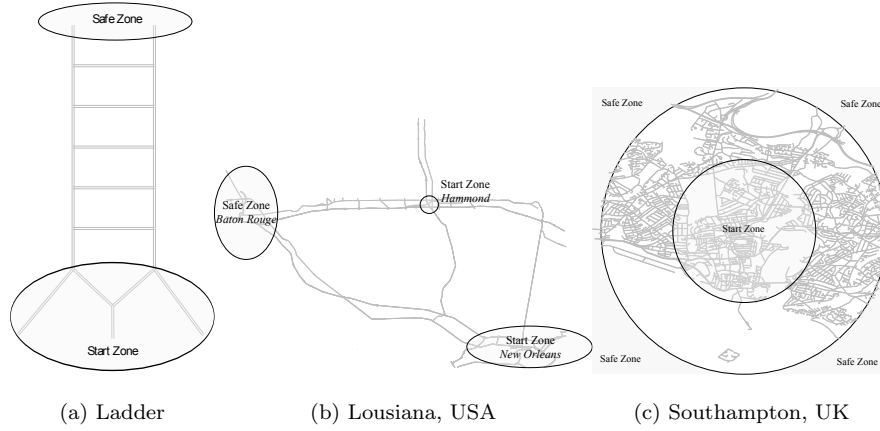 Safe Zone
Start Zone
(a) Ladder
Safe Zone
Baton Rouge
Start Zone
Hammond
Start Zone
New Orleans
(b) Lousiana, USA
Safe Zone
Safe Zone
Start Zone
Safe Zone
Safe Zone
(c) Southampton, UK